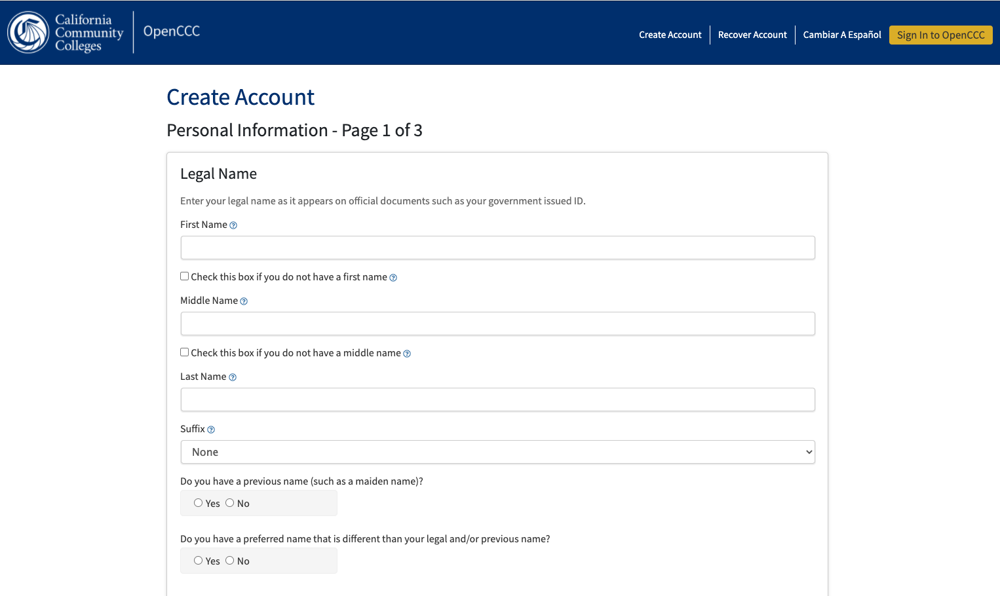 California
Community
Colleges
OpenCCC
Create Account
Recover Account
Cambiar A Español
Sign In to OpenCCC
Create Account
Personal Information - Page 1 of 3
Legal Name
Enter your legal name as it appears on official documents such as your government issued ID.
First Name
Check this box if you do not have a first name
Middle Name
Check this box if you do not have a middle name
Last Name
Suffix
None
Do you have a previous name (such as a maiden name)?
Yes No
Do you have a preferred name that is different than your legal and/or previous name?
Yes No